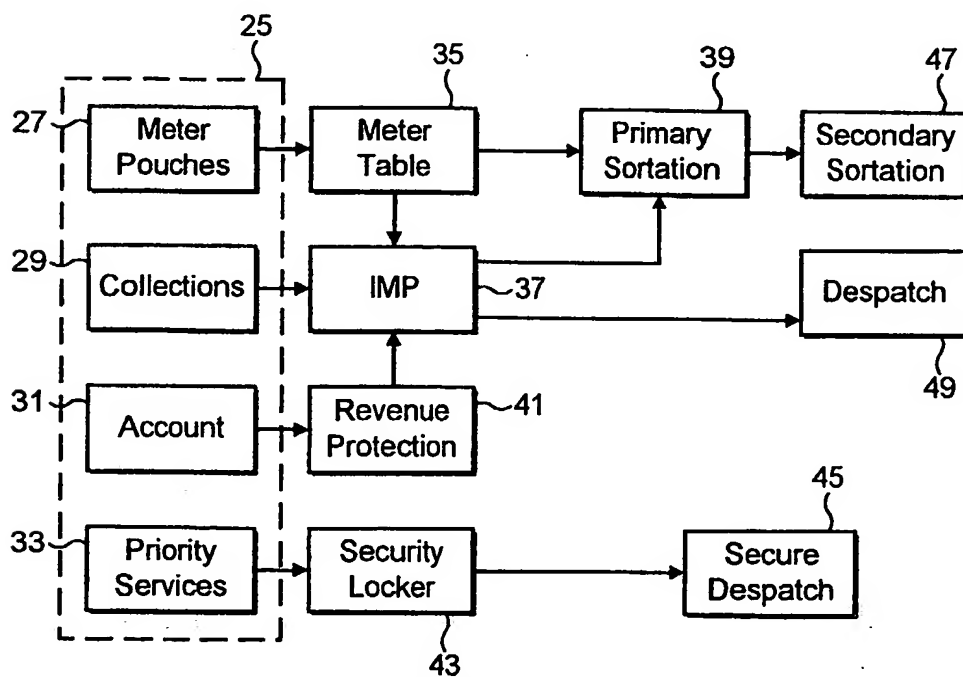 25
35
39
47
27
Meter
Pouches
Meter
Table
Primary
Sortation
Secondary
Sortation
29
Collections
IMP
37
Despatch
49
31
Account
Revenue
Protection
41
45
33
Priority
Services
Security
Locker
Secure
Despatch
43